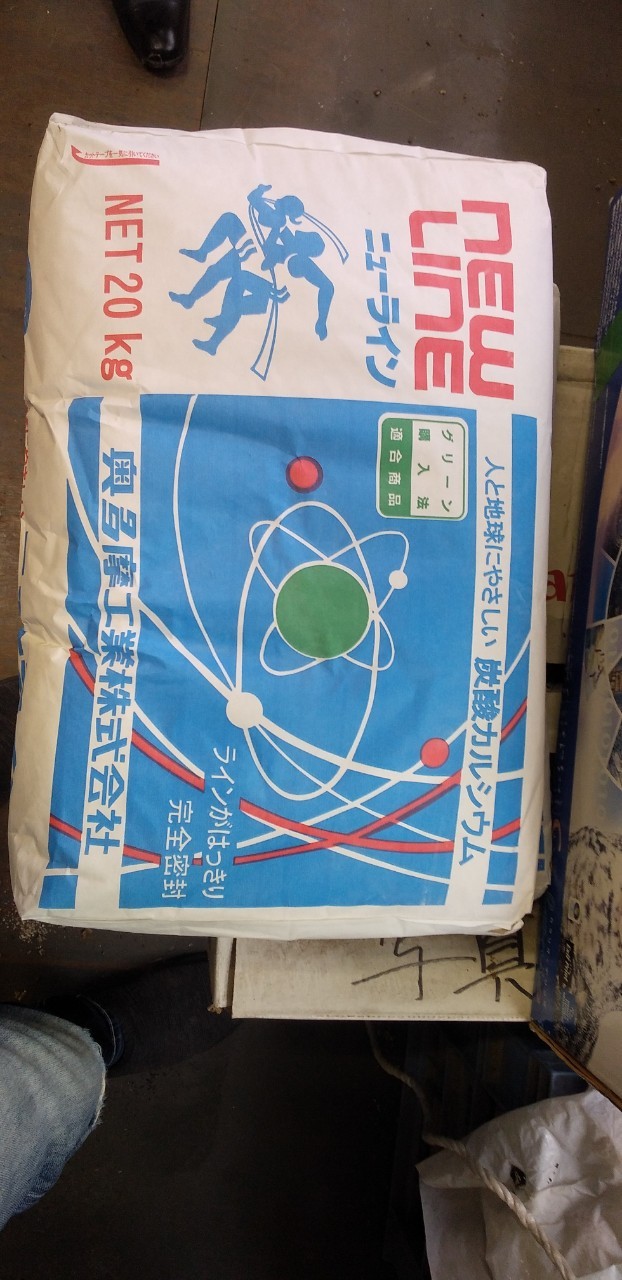 NEW
LINE
ニューライン
NET 20 kg
人と地球にやさしい 炭酸カルシウム
グリーン
購入法
適合商品
ラインがはっきり
完全密封
奥多摩工業株式会社
写真